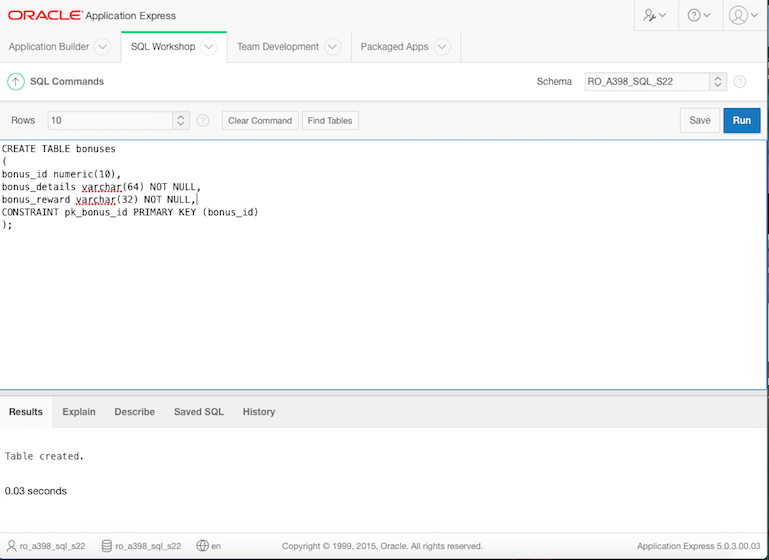 ORACLE® Application Express
Application Builder SQL Workshop Team Development Packaged Apps
SQL Commands Schema RO_A398_SQL_S22
Rows 10 Clear Command Find Tables Save Run
CREATE TABLE bonuses
(
bonus_id numeric(10),
bonus_details varchar(64) NOT NULL,
bonus_reward varchar(32) NOT NULL,
CONSTRAINT pk_bonus_id PRIMARY KEY (bonus_id)
);
Results Explain Describe Saved SQL History
Table created.
0.03 seconds
ro_a398_sql_s22 ro_a398_sql_s22 en Copyright © 1999, 2015, Oracle. All rights reserved. Application Express 5.0.3.00.03